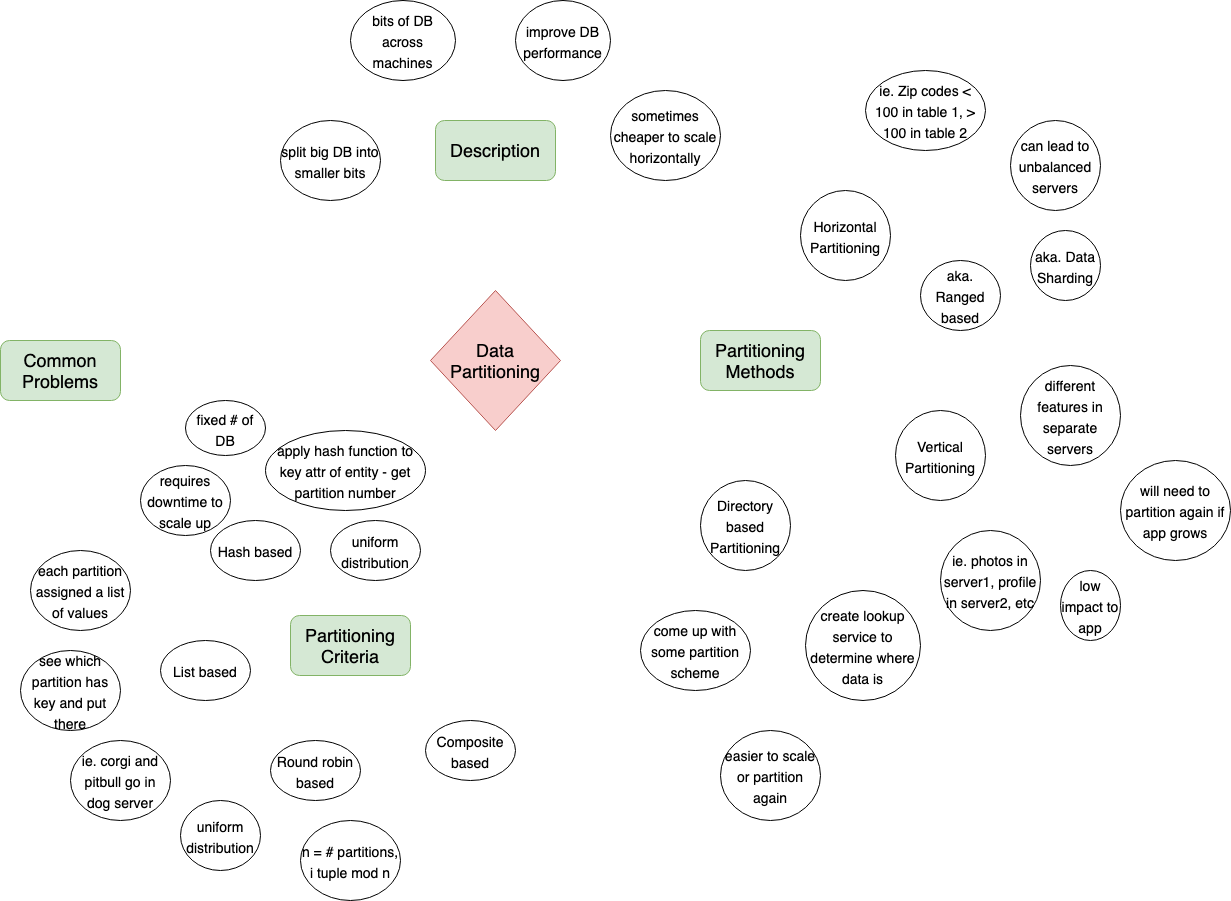 bits of DB
across
machines
improve DB
performance
sometimes
cheaper to scale
horizontally
split big DB into
smaller bits
Description
ie. Zip codes <
100 in table 1, >
100 in table 2
can lead to
unbalanced
servers
Horizontal
Partitioning
aka. Data
Sharding
aka.
Ranged
based
Data
Partitioning
Partitioning
Methods
Common
Problems
different
features in
separate
servers
Vertical
Partitioning
will need to
partition again if
app grows
ie. photos in
server1, profile
in server2, etc
low
impact to
app
Directory
based
Partitioning
come up with
some partition
scheme
create lookup
service to
determine where
data is
easier to scale
or partition
again
fixed # of
DB
apply hash function to
key attr of entity - get
partition number
requires
downtime to
scale up
Hash based
uniform
distribution
each partition
assigned a list
of values
Partitioning
Criteria
List based
see which
partition has
key and put
there
ie. corgi and
pitbull go in
dog server
Round robin
based
Composite
based
uniform
distribution
n = # partitions,
i tuple mod n